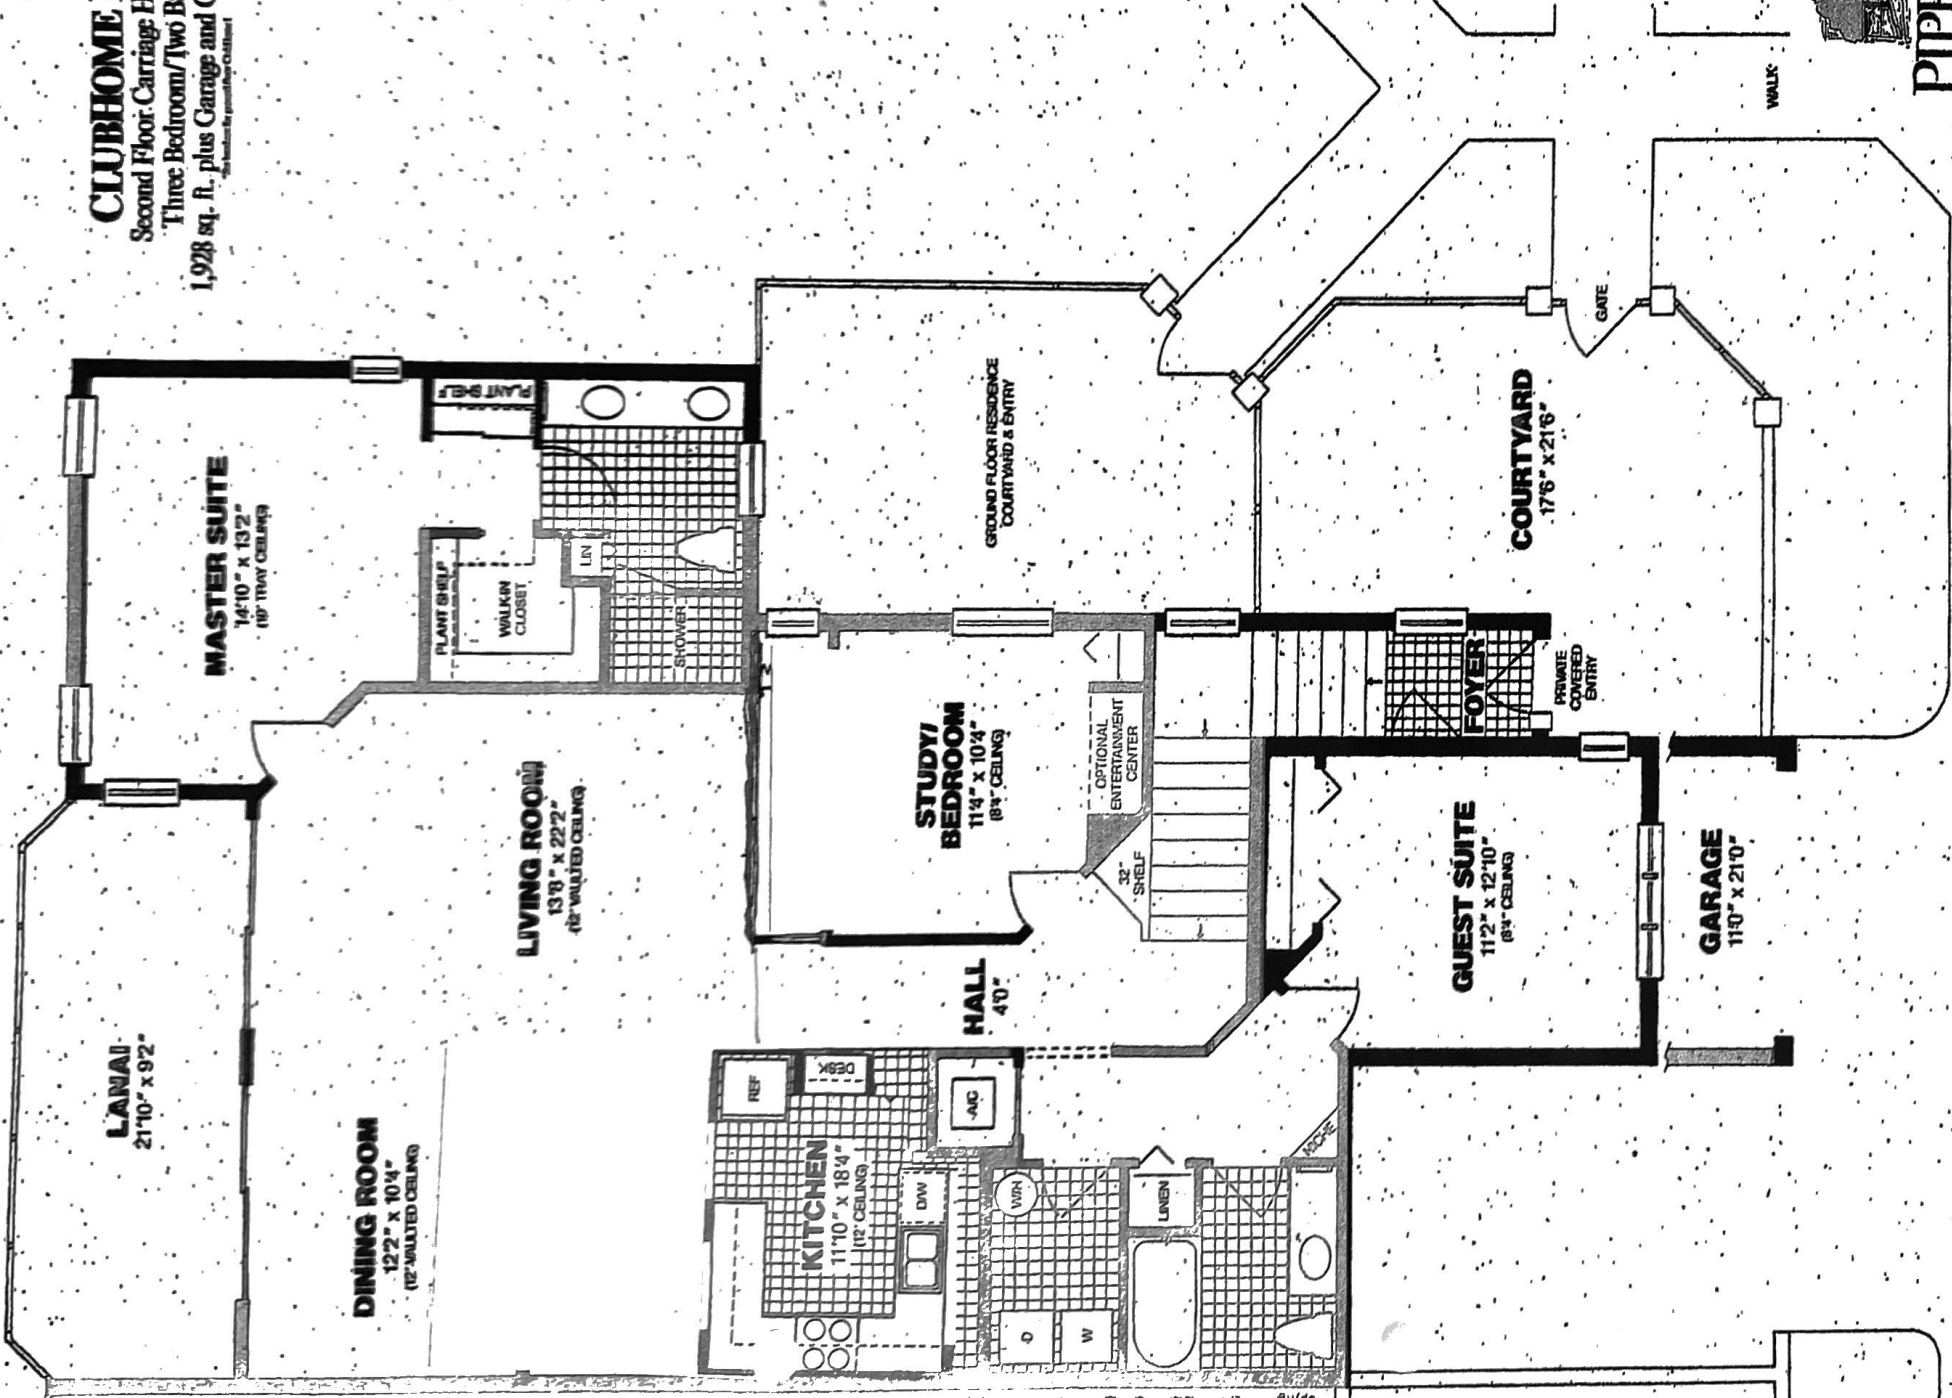 CLUBHOME
Second Floor Carriage H
Three Bedroom/Two B
1,928 sq. ft. plus Garage and
PIPE
WALK
MASTER SUITE
14'10" x 13'2"
(10' TRAY CEILING)
PLANT SHELF
PLANT SHELF
WALK-IN
CLOSET
LIN
SHOWER
GROUND FLOOR RESIDENCE
COURTYARD & ENTRY
GATE
COURTYARD
17'6" x 21'6"
LIVING ROOM
13'8" x 22'2"
(12' VAULTED CEILING)
STUDY/
BEDROOM
11'4" x 10'4"
(8'4" CEILING)
OPTIONAL
ENTERTAINMENT
CENTER
32"
SHELF
FOYER
PRIVATE
COVERED
ENTRY
GUEST SUITE
11'2" x 12'10"
(8'4" CEILING)
GARAGE
11'0" x 21'0"
HALL
4'0"
LANAI
21'10" x 9'2"
DINING ROOM
12'2" x 10'4"
(12' VAULTED CEILING)
REF
DESK
A/C
KITCHEN
11'10" x 18'4"
(12' CEILING)
D/W
W/H
LINEN
NICHE
D
W